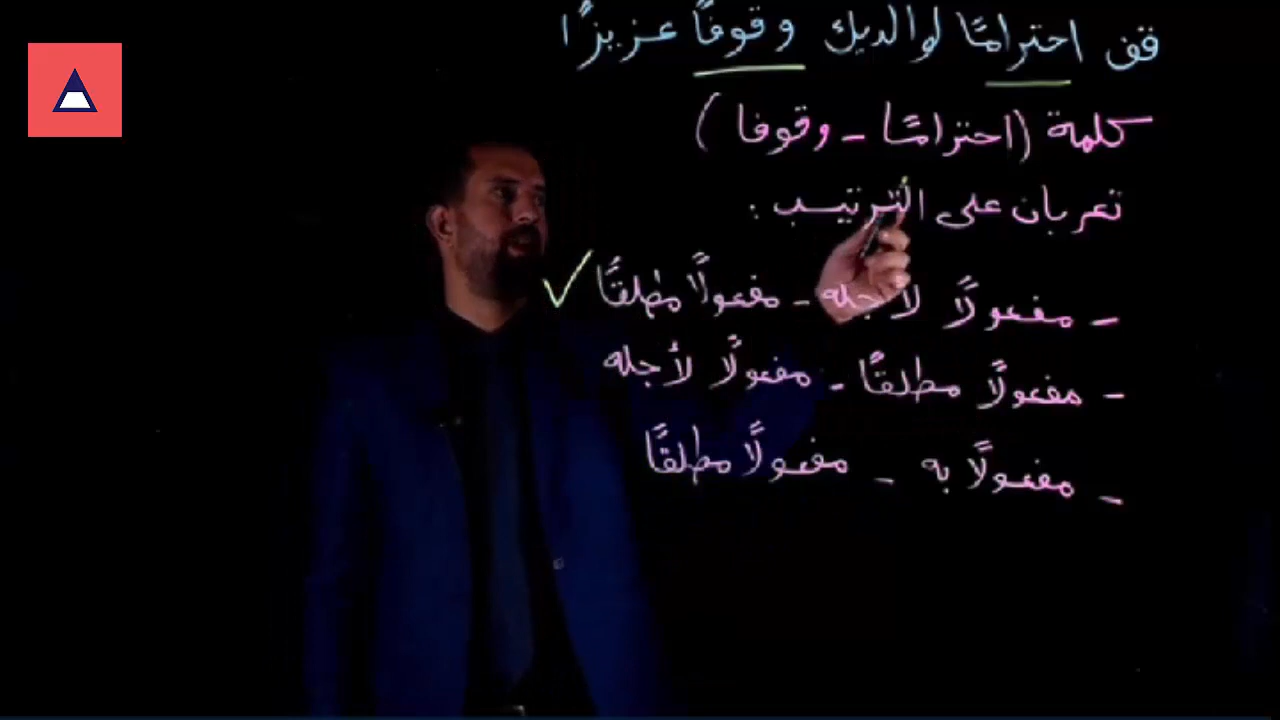 قف احترامًا لوالديك وقوفًا عزيزًا
كلمة (احترامًا - وقوفا)
تعربان على الترتيب :
- مفعولًا لأجله - مفعولًا مطلقًا ✓
- مفعولًا مطلقًا - مفعولًا لأجله
- مفعولًا به - مفعولًا مطلقًا